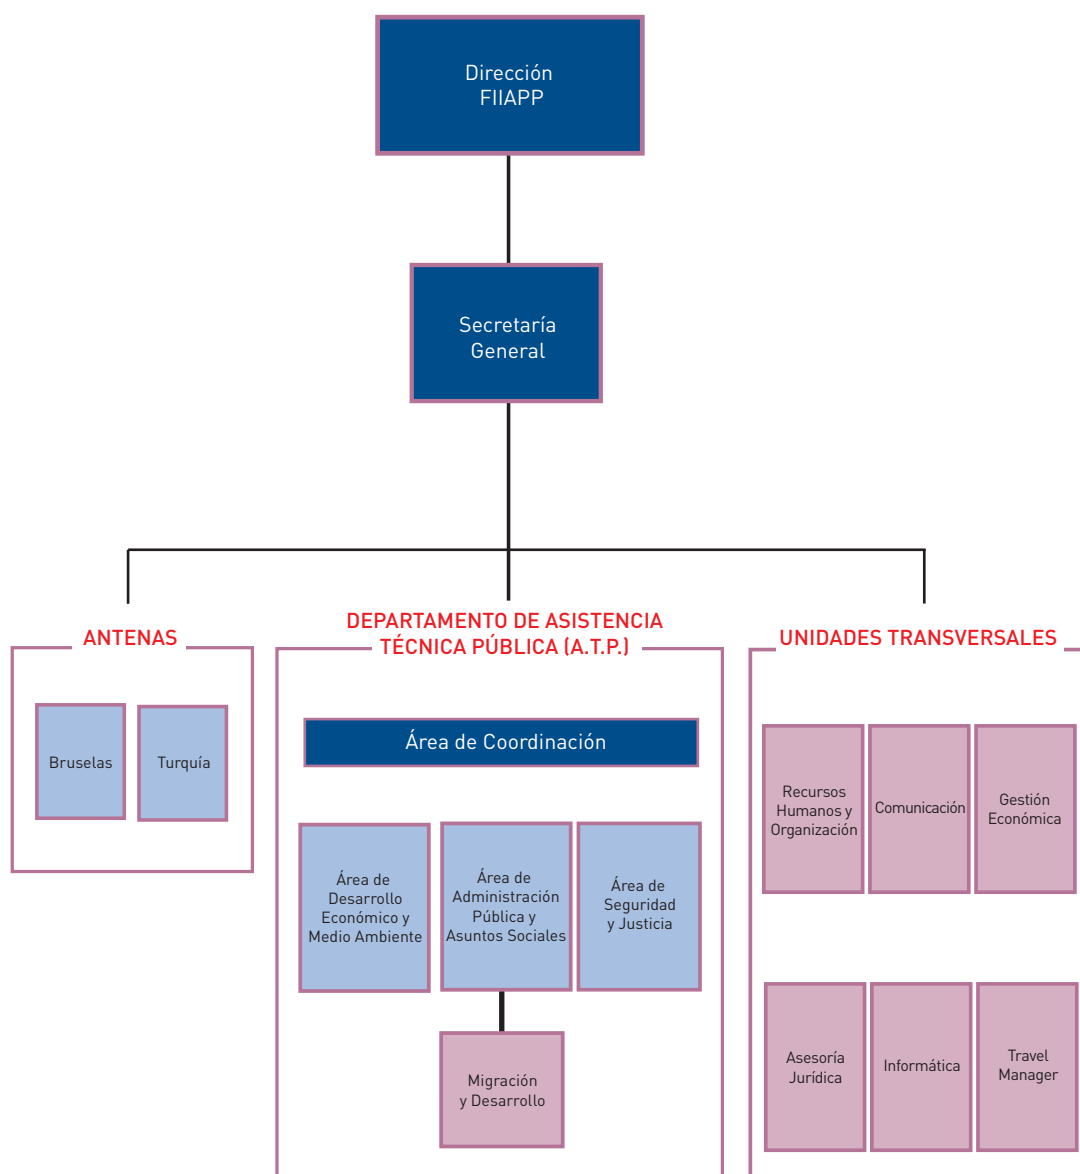 Dirección
FIIAPP
Secretaría
General
ANTENAS
Bruselas
Turquía
DEPARTAMENTO DE ASISTENCIA
TÉCNICA PÚBLICA (A.T.P.)
Área de Coordinación
Área de
Desarrollo
Económico y
Medio Ambiente
Área de
Administración
Pública y
Asuntos Sociales
Área de
Seguridad
y Justicia
Migración
y Desarrollo
UNIDADES TRANSVERSALES
Recursos
Humanos y
Organización
Comunicación
Gestión
Económica
Asesoría
Jurídica
Informática
Travel
Manager